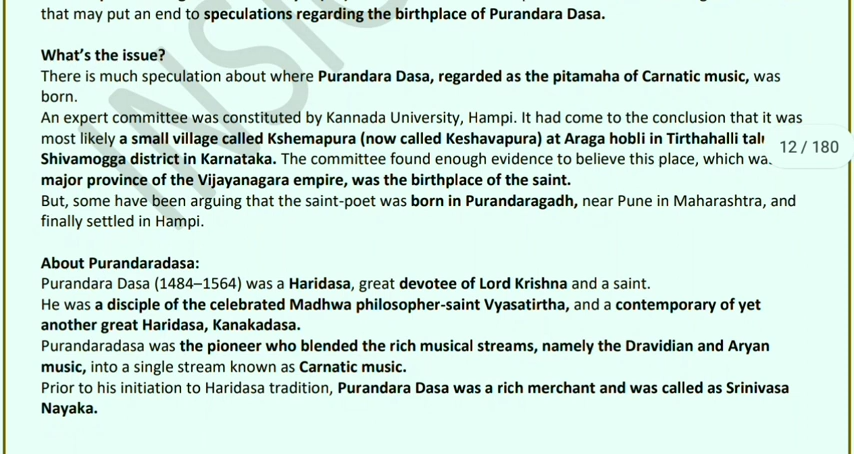 that may put an end to speculations regarding the birthplace of Purandara Dasa.
What's the issue?
There is much speculation about where Purandara Dasa, regarded as the pitamaha of Carnatic music, was
born.
An expert committee was constituted by Kannada University, Hampi. It had come to the conclusion that it was
most likely a small village called Kshemapura (now called Keshavapura) at Araga hobli in Tirthahalli
12 / 180
Shivamogga district in Karnataka. The committee found enough evidence to believe this place, which
major province of the Vijayanagara empire, was the birthplace of the saint.
But, some have been arguing that the saint-poet was born in Purandaragadh, near Pune in Maharashtra, and
finally settled in Hampi.
About Purandaradasa:
Purandara Dasa (1484–1564) was a Haridasa, great devotee of Lord Krishna and a saint.
He was a disciple of the celebrated Madhwa philosopher-saint Vyasatirtha, and a contemporary of yet
another great Haridasa, Kanakadasa.
Purandaradasa was the pioneer who blended the rich musical streams, namely the Dravidian and Aryan
music, into a single stream known as Carnatic music.
Prior to his initiation to Haridasa tradition, Purandara Dasa was a rich merchant and was called as Srinivasa
Nayaka.